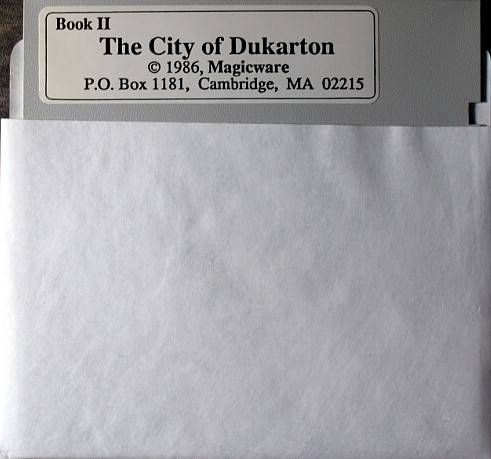 Book II
The City of Dukarton
© 1986, Magicware
P.O. Box 1181, Cambridge, MA 02215